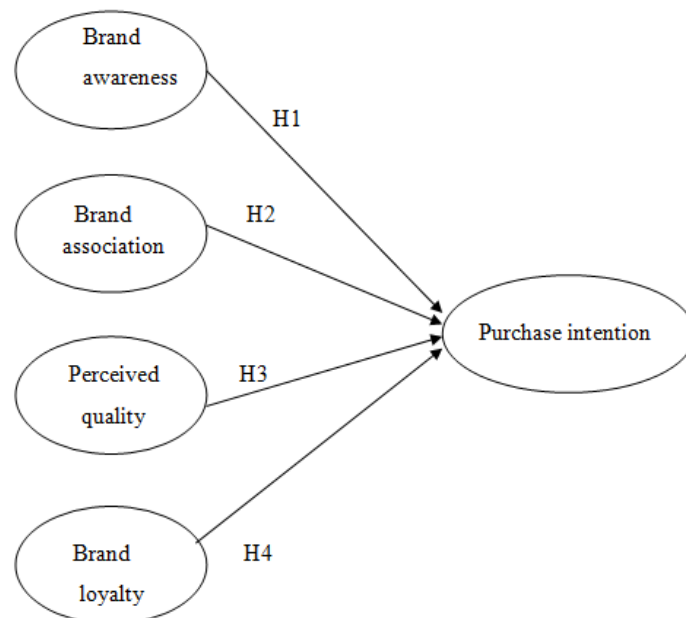 Brand
awareness
H1
Brand
association
H2
Purchase intention
Perceived
quality
H3
Brand
loyalty
H4